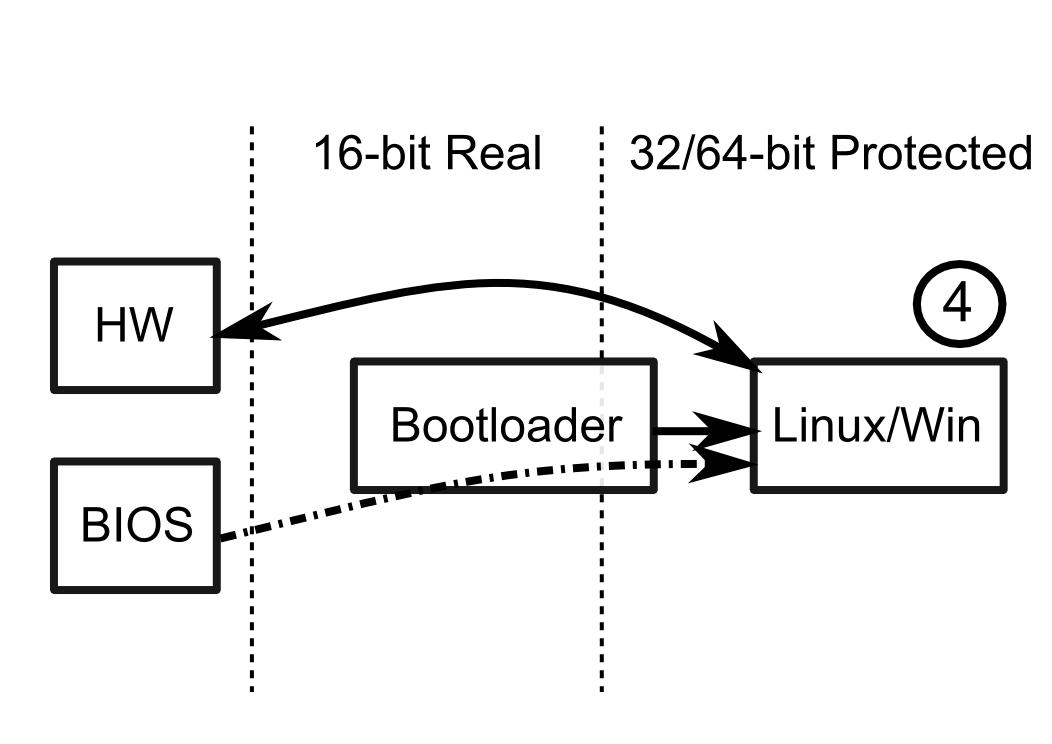 16-bit Real
32/64-bit Protected
HW
4
Bootloader
Linux/Win
BIOS